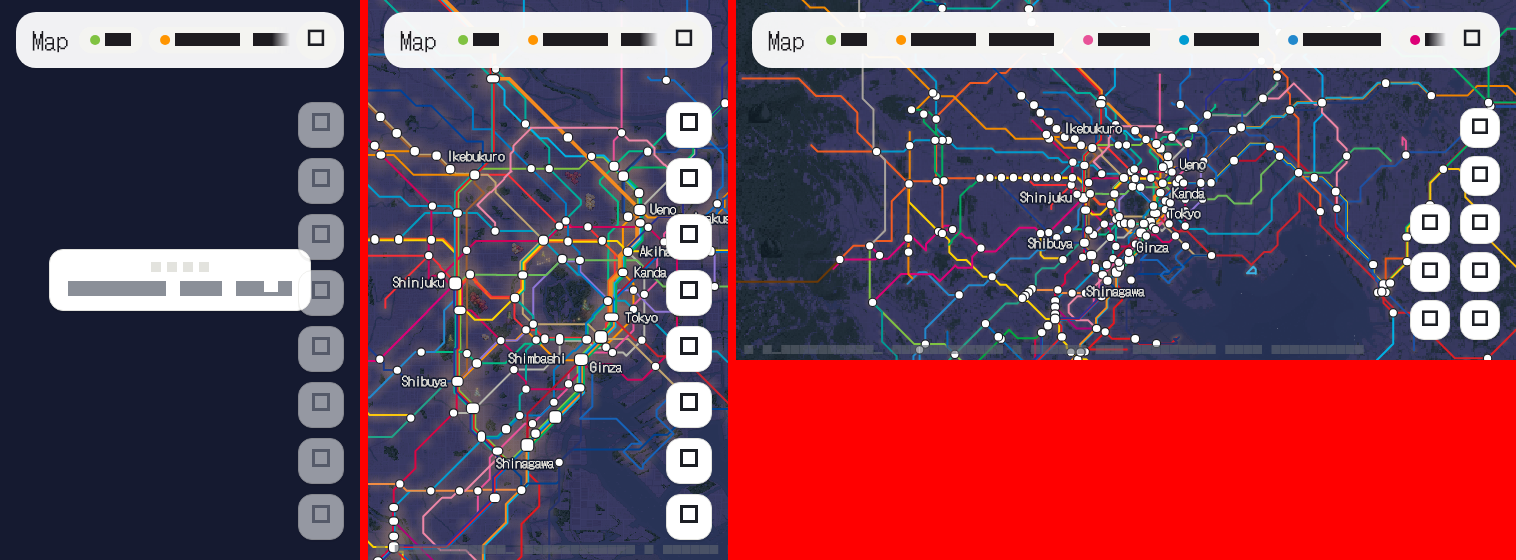 Map
Map
Ikebukuro
Ueno
Akiha
Shinjuku
Kanda
Tokyo
Shimbashi
Ginza
Shibuya
Shinagawa
Map
Ikebukuro
Ueno
Shinjuku
Kanda
Tokyo
Shibuya
Ginza
Shinagawa